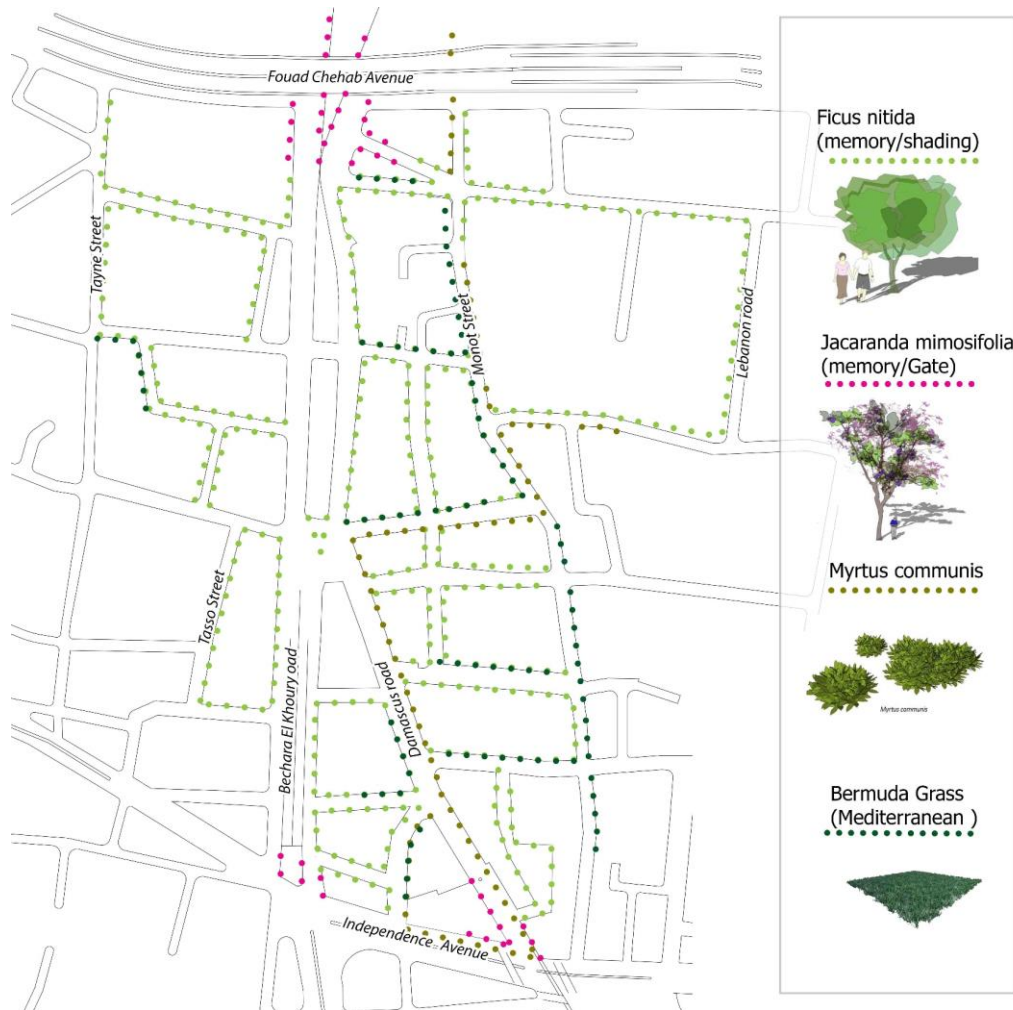 Fouad Chehab Avenue
Tayne Street
Monot Street
Lebanon road
Tasso Street
Bechara El Khoury oad
Damascus road
Independence Avenue
Ficus nitida
(memory/shading)
Jacaranda mimosifolia
(memory/Gate)
Myrtus communis
Myrtus communis
Bermuda Grass
(Mediterranean )